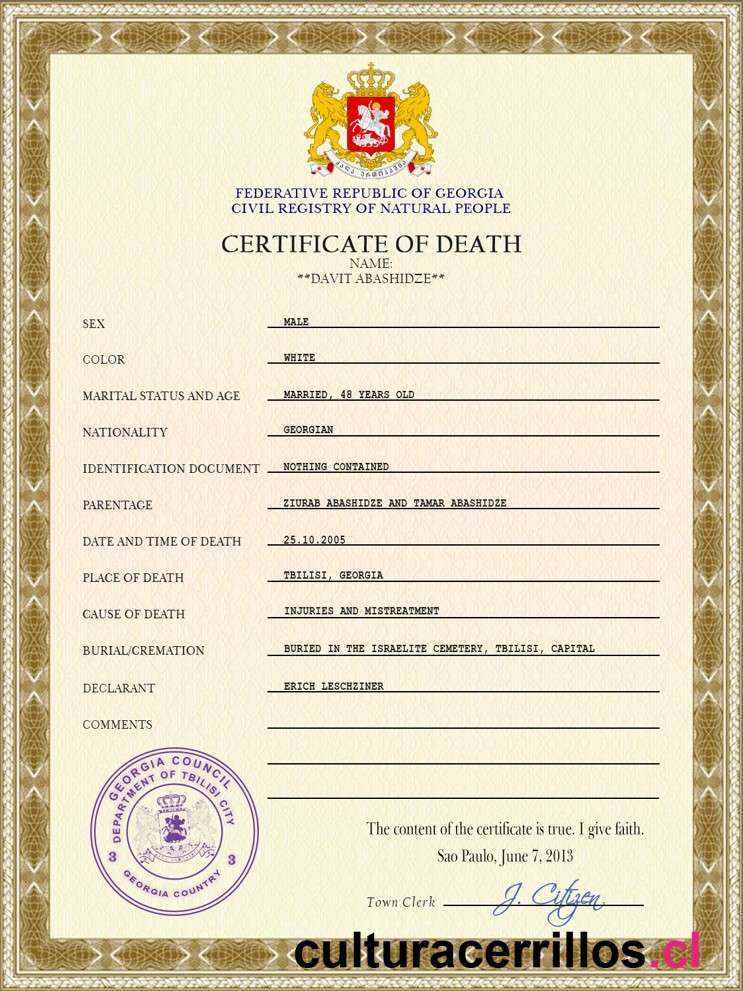 FEDERATIVE REPUBLIC OF GEORGIA
CIVIL REGISTRY OF NATURAL PEOPLE
CERTIFICATE OF DEATH
NAME:
**DAVIT ABASHIDZE**
SEX MALE
COLOR WHITE
MARITAL STATUS AND AGE MARRIED, 48 YEARS OLD
NATIONALITY GEORGIAN
IDENTIFICATION DOCUMENT NOTHING CONTAINED
PARENTAGE ZIURAB ABASHIDZE AND TAMAR ABASHIDZE
DATE AND TIME OF DEATH 25.10.2005
PLACE OF DEATH TBILISI, GEORGIA
CAUSE OF DEATH INJURIES AND MISTREATMENT
BURIAL/CREMATION BURIED IN THE ISRAELITE CEMETERY, TBILISI, CAPITAL
DECLARANT ERICH LESCHZINER
COMMENTS
GEORGIA COUNCIL
DEPARTMENT OF TBILISI CITY
3 3
GEORGIA COUNTRY
The content of the certificate is true. I give faith.
Sao Paulo, June 7, 2013
Town Clerk J. Citizen
culturacerrillos.cl